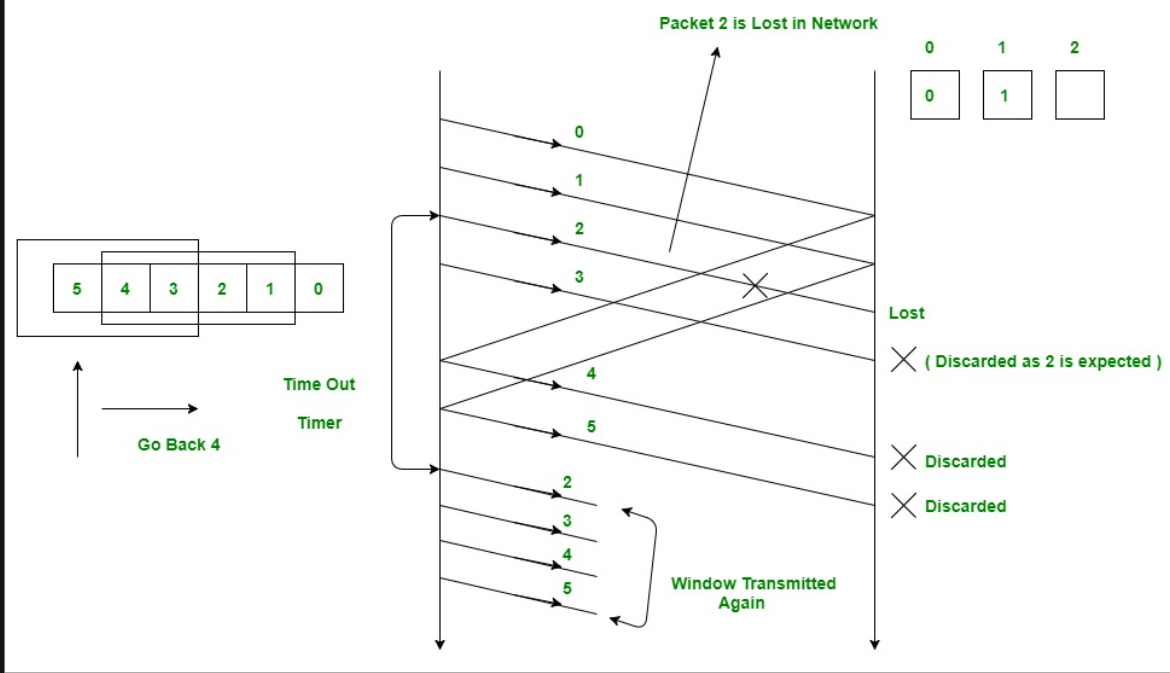 Packet 2 is Lost in Network
0 1 2
0 1
0
1
2
3
5 4 3 2 1 0
Lost
( Discarded as 2 is expected )
4
Time Out
Timer
5
Go Back 4
Discarded
2
Discarded
3
4
5
Window Transmitted
Again